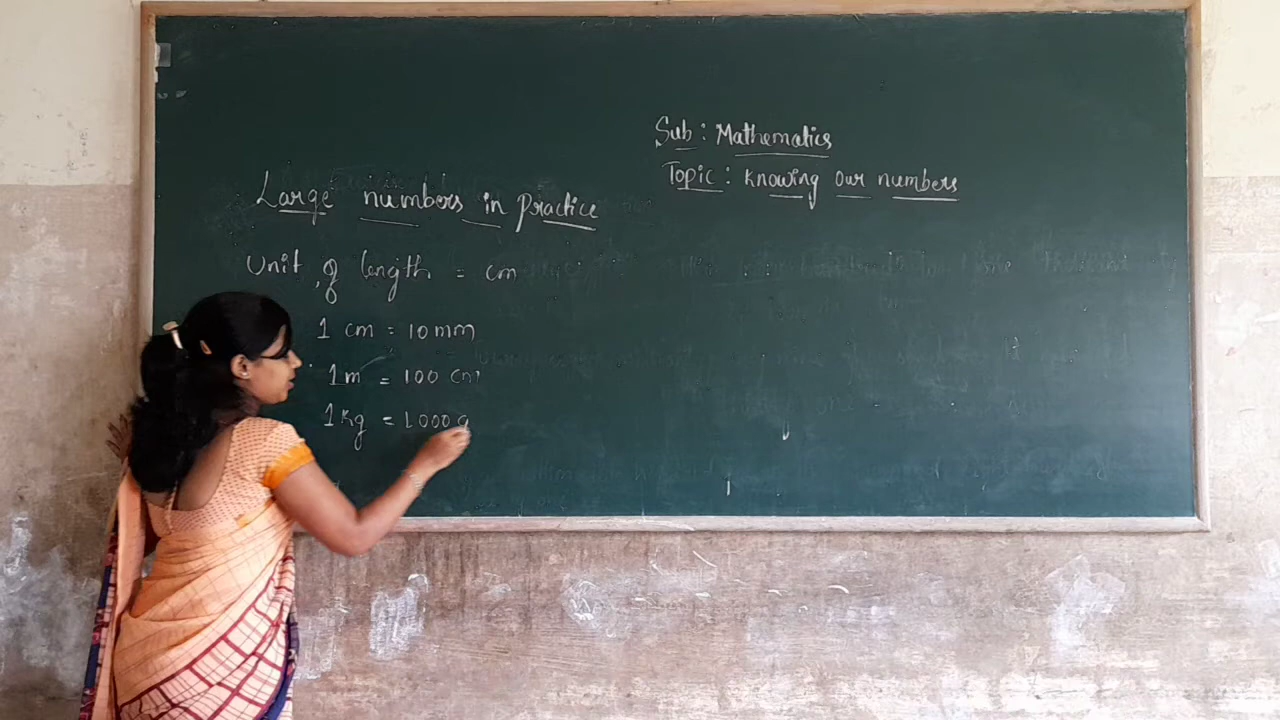 Sub : Mathematics
Topic : Knowing Our numbers
Large numbers in Practice
Unit of length = cm
1 cm = 10 mm
1 m = 100 cm
1 Kg = 1000 g